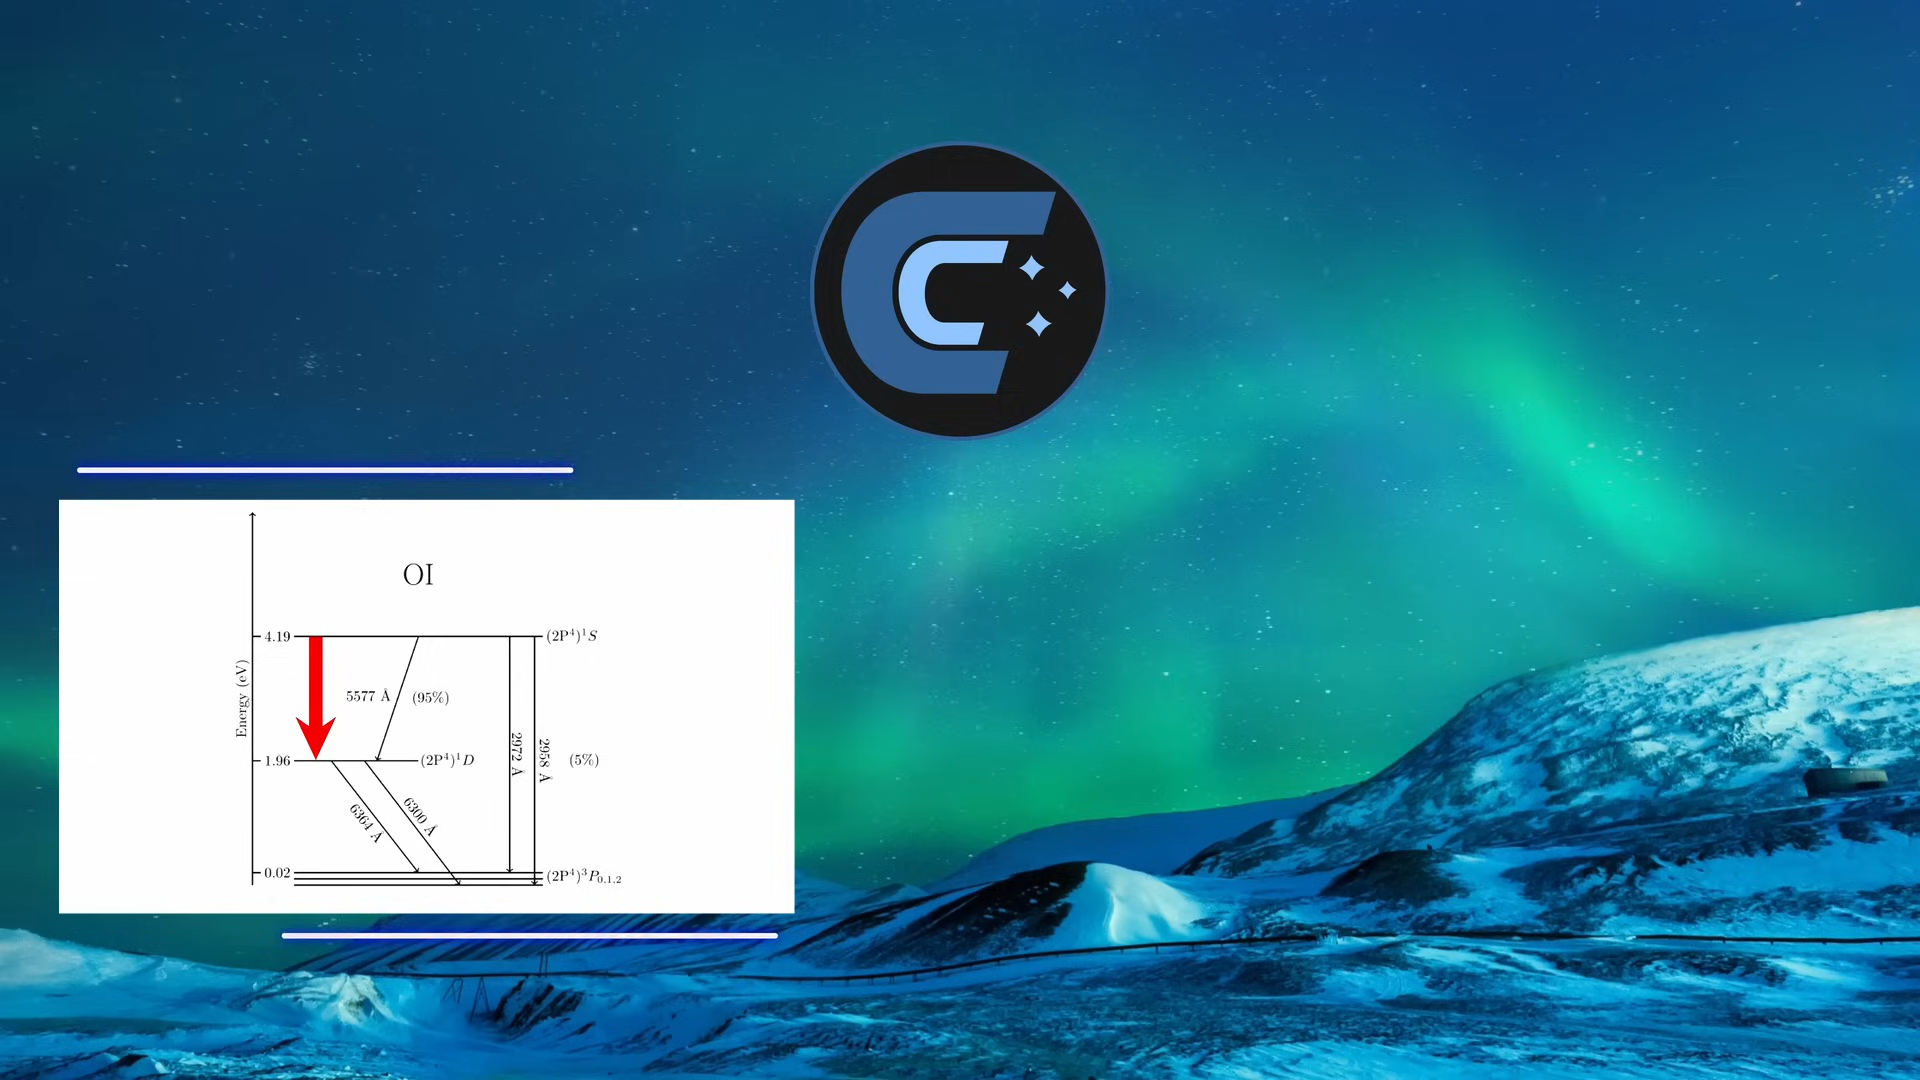 OI
4.19
(2P⁴)¹S
Energy (eV)
5577 Å
(95%)
2972 Å
2958 Å
(5%)
1.96
(2P⁴)¹D
6364 Å
6300 Å
0.02
(2P⁴)³P₀,₁,₂